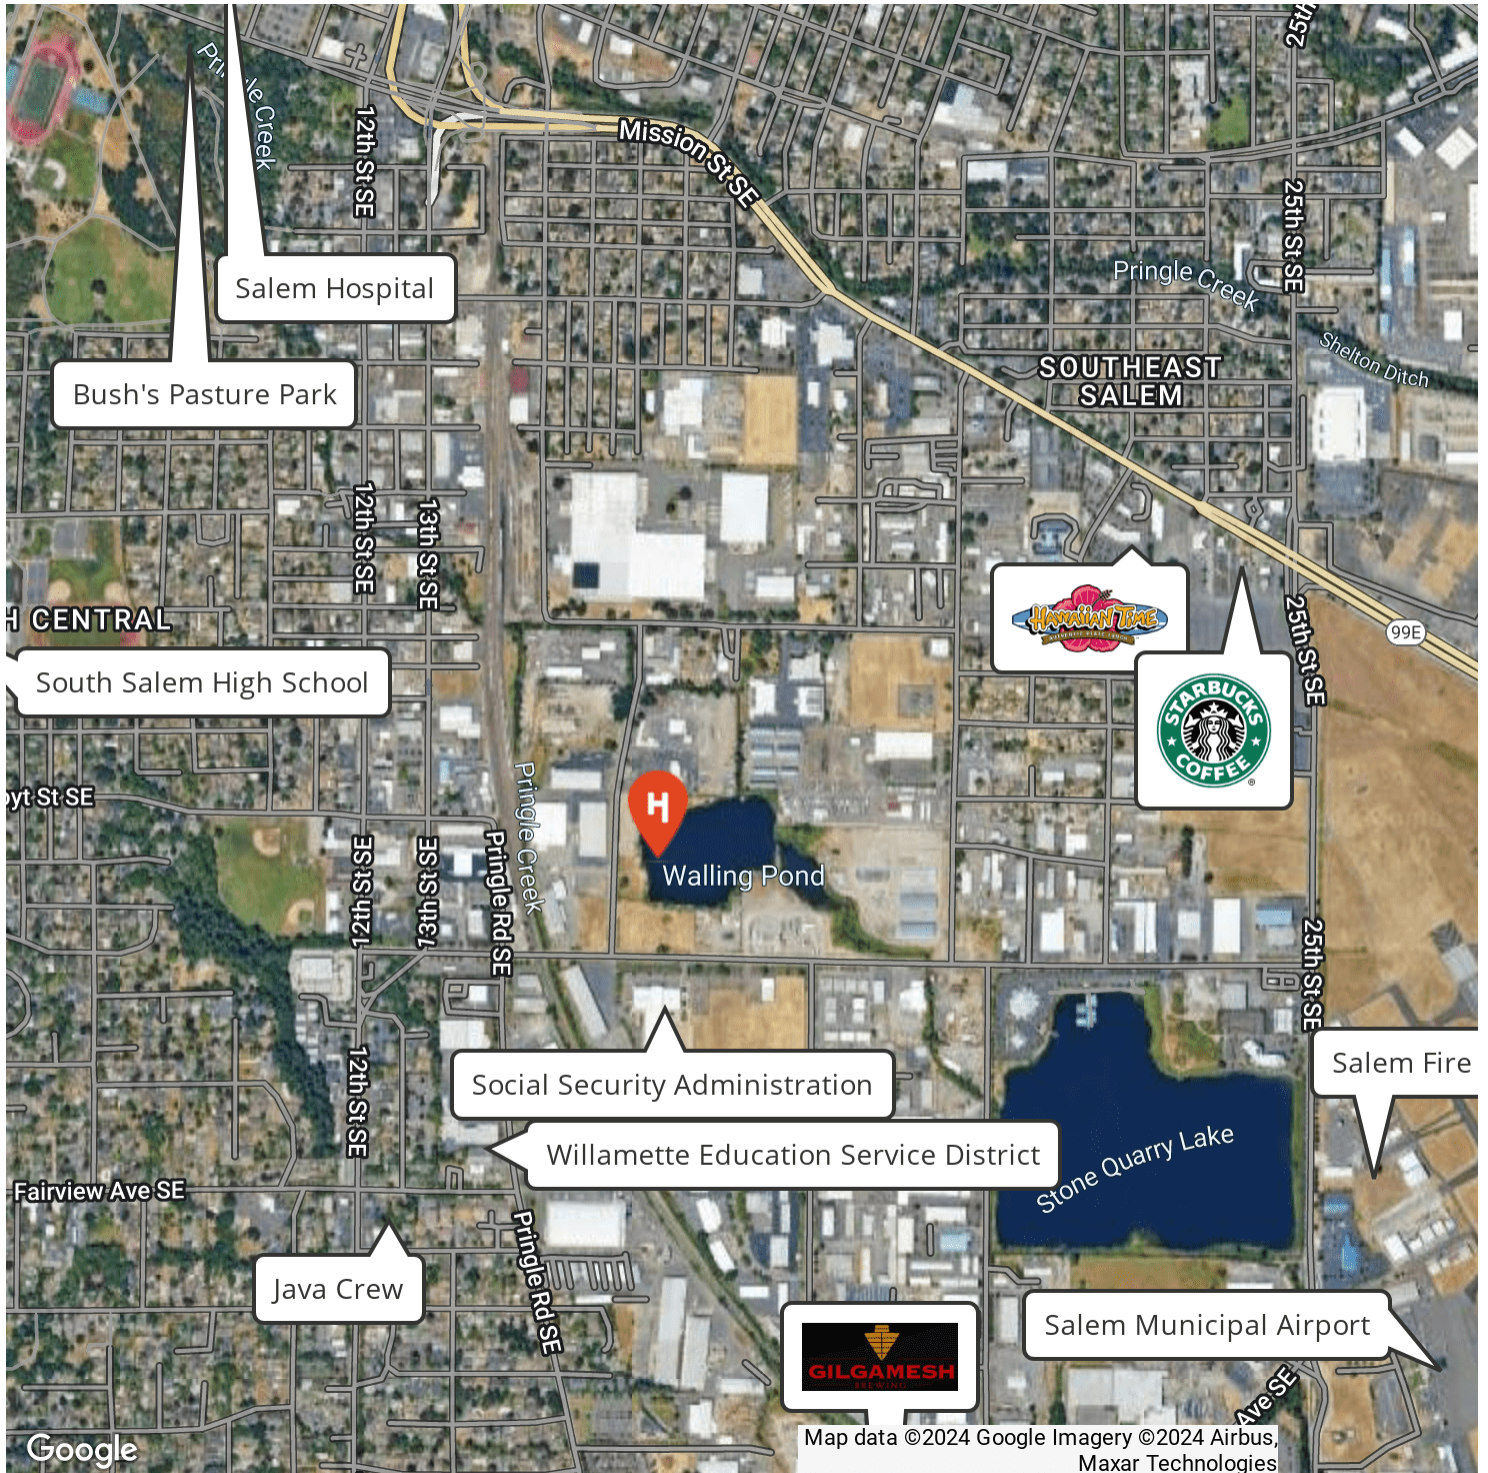 25th
Pringle Creek
12th St SE
Mission St SE
25th St SE
Pringle Creek
Salem Hospital
Shelton Ditch
SOUTHEAST
SALEM
Bush's Pasture Park
12th St SE
13th St SE
HAWAIIAN TIME
H CENTRAL
99E
25th St SE
South Salem High School
STARBUCKS
COFFEE
®
oyt St SE
Pringle Creek
H
Walling Pond
12th St SE
13th St SE
Pringle Rd SE
25th St SE
Salem Fire
Social Security Administration
12th St SE
Willamette Education Service District
Stone Quarry Lake
Fairview Ave SE
Java Crew
Pringle Rd SE
Salem Municipal Airport
GILGAMESH
BREWING
Ave SE
Google
Map data ©2024 Google Imagery ©2024 Airbus,
Maxar Technologies